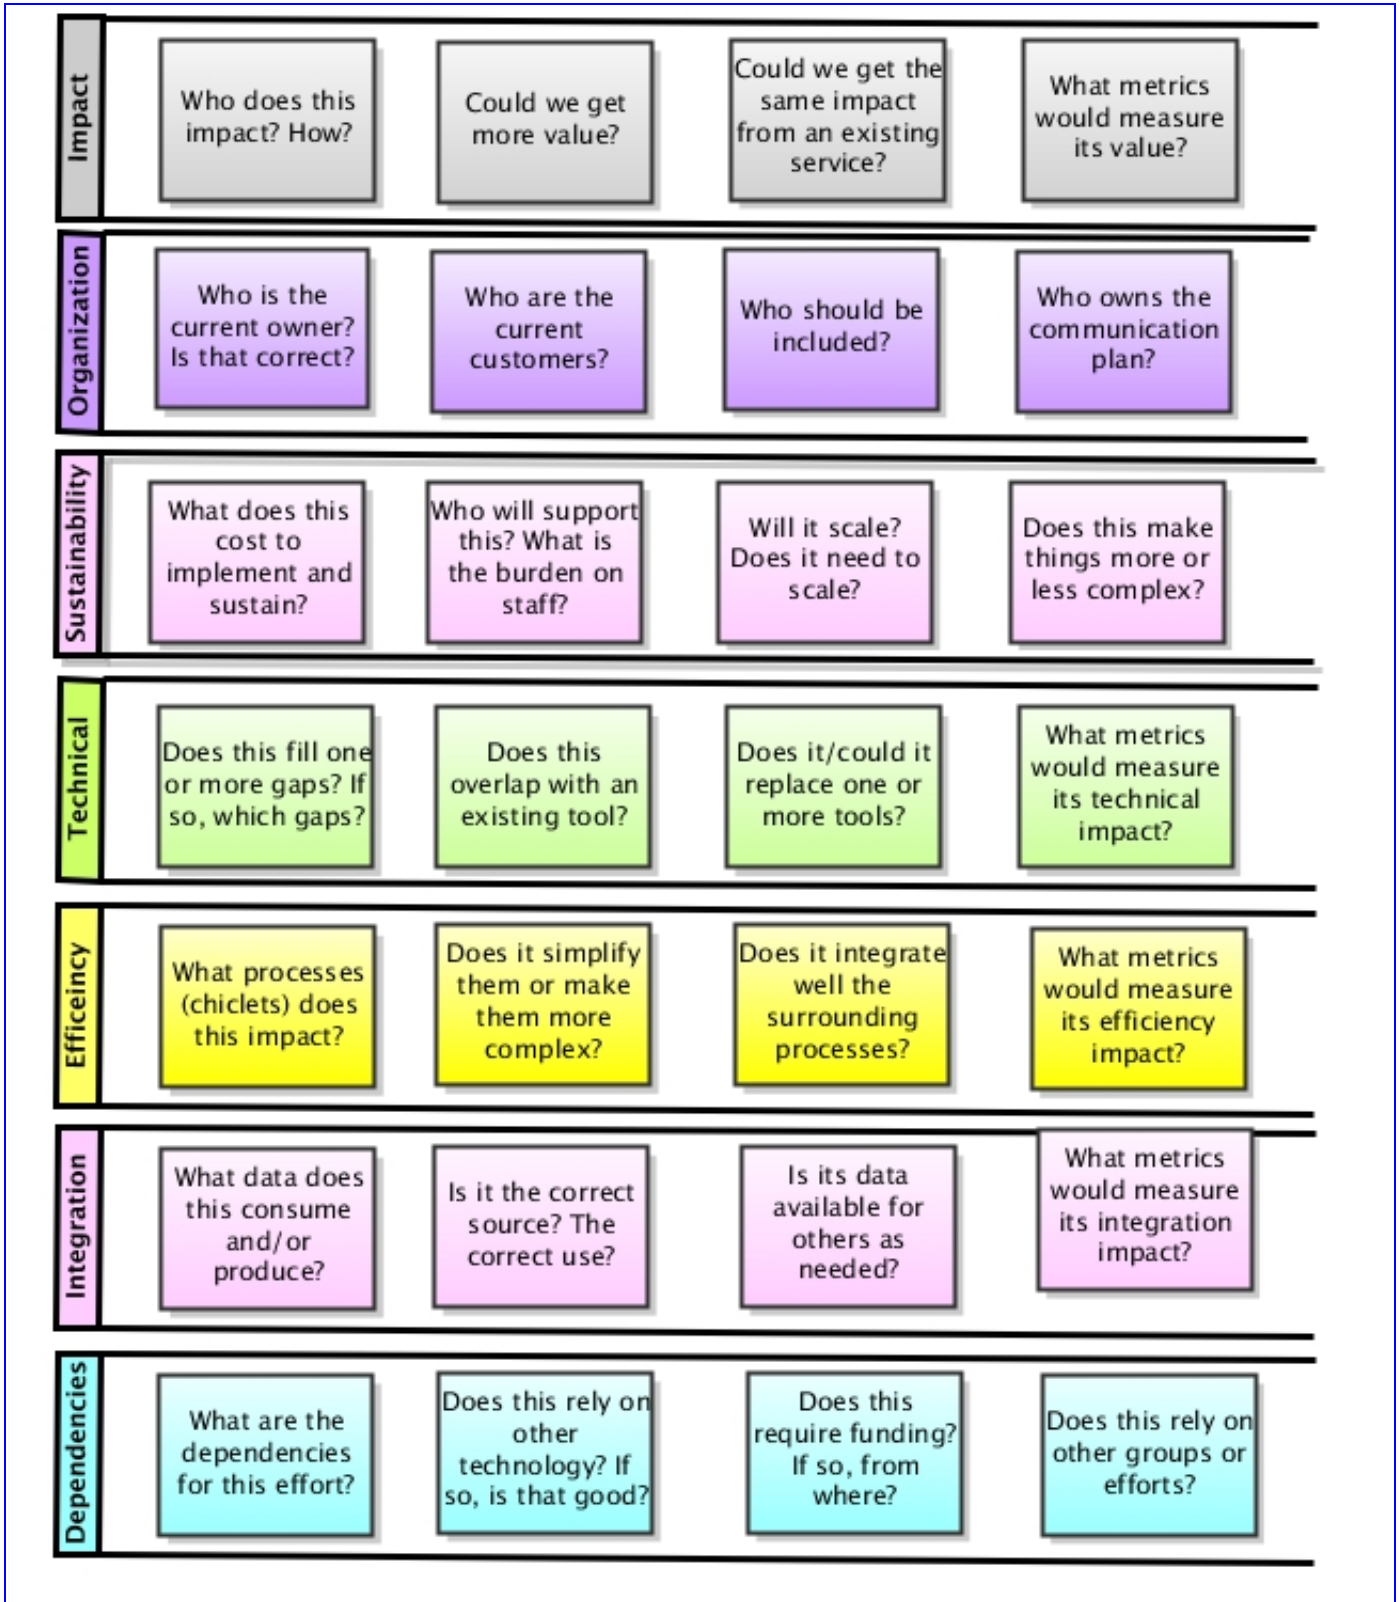 Impact
Who does this
impact? How?
Could we get
more value?
Could we get the
same impact
from an existing
service?
What metrics
would measure
its value?
Organization
Who is the
current owner?
Is that correct?
Who are the
current
customers?
Who should be
included?
Who owns the
communication
plan?
Sustainability
What does this
cost to
implement and
sustain?
Who will support
this? What is
the burden on
staff?
Will it scale?
Does it need to
scale?
Does this make
things more or
less complex?
Technical
Does this fill one
or more gaps? If
so, which gaps?
Does this
overlap with an
existing tool?
Does it/could it
replace one or
more tools?
What metrics
would measure
its technical
impact?
Efficeincy
What processes
(chiclets) does
this impact?
Does it simplify
them or make
them more
complex?
Does it integrate
well the
surrounding
processes?
What metrics
would measure
its efficiency
impact?
Integration
What data does
this consume
and/or
produce?
Is it the correct
source? The
correct use?
Is its data
available for
others as
needed?
What metrics
would measure
its integration
impact?
Dependencies
What are the
dependencies
for this effort?
Does this rely on
other
technology? If
so, is that good?
Does this
require funding?
If so, from
where?
Does this rely on
other groups or
efforts?